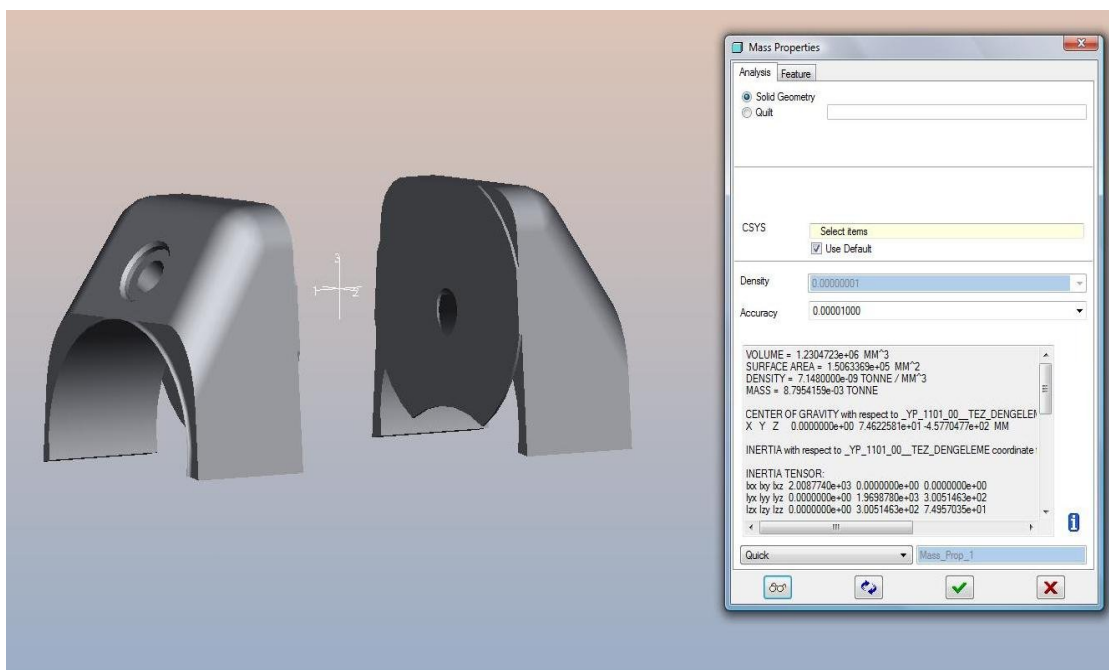 Mass Properties
Analysis Feature
Solid Geometry
Quilt
CSYS
Select items
Use Default
Density 0.00000001
Accuracy 0.00001000
VOLUME = 1.2304723e+06 MM^3
SURFACE AREA = 1.5063369e+05 MM^2
DENSITY = 7.1480000e-09 TONNE / MM^3
MASS = 8.7954159e-03 TONNE
CENTER OF GRAVITY with respect to _YP_1101_00__TEZ_DENGELEM
X Y Z 0.0000000e+00 7.4622581e+01 -4.5770477e+02 MM
INERTIA with respect to _YP_1101_00__TEZ_DENGELEME coordinate
INERTIA TENSOR:
Ixx Ixy Ixz 2.0087740e+03 0.0000000e+00 0.0000000e+00
Iyx Iyy Iyz 0.0000000e+00 1.9698780e+03 3.0051463e+02
Izx Izy Izz 0.0000000e+00 3.0051463e+02 7.4957035e+01
Quick Mass_Prop_1
3
1 2